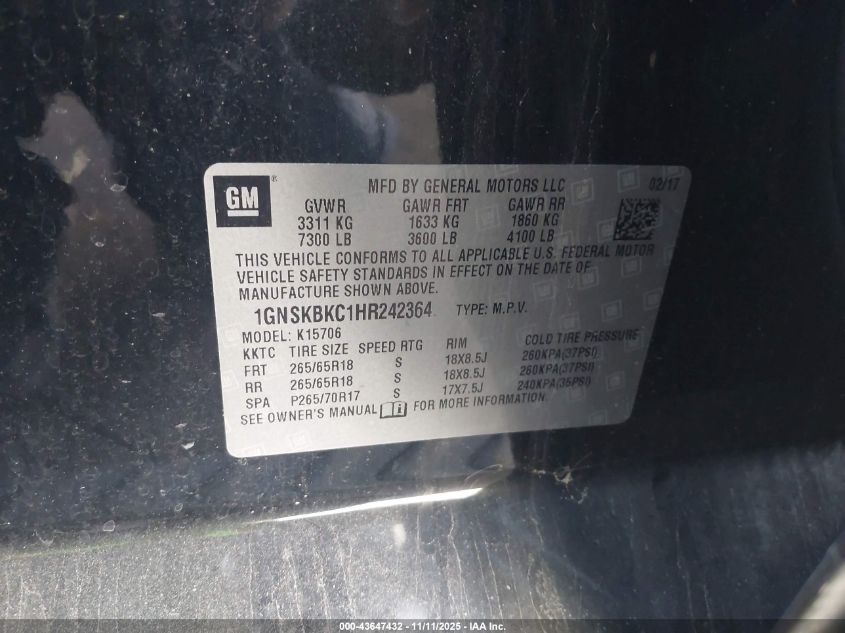 GM ®
MFD BY GENERAL MOTORS LLC 02/17
GVWR GAWR FRT GAWR RR
3311 KG 1633 KG 1860 KG
7300 LB 3600 LB 4100 LB
THIS VEHICLE CONFORMS TO ALL APPLICABLE U.S. FEDERAL MOTOR
VEHICLE SAFETY STANDARDS IN EFFECT ON THE DATE OF
MANUFACTURE SHOWN ABOVE.
1GNSKBKC1HR242364 TYPE: M.P.V.
MODEL: K15706
KKTC TIRE SIZE SPEED RTG RIM COLD TIRE PRESSURE
FRT 265/65R18 S 18X8.5J 260KPA(37PSI)
RR 265/65R18 S 18X8.5J 260KPA(37PSI)
SPA P265/70R17 S 17X7.5J 240KPA(35PSI)
SEE OWNER'S MANUAL FOR MORE INFORMATION.
000-43647432 - 11/11/2025 - IAA Inc.